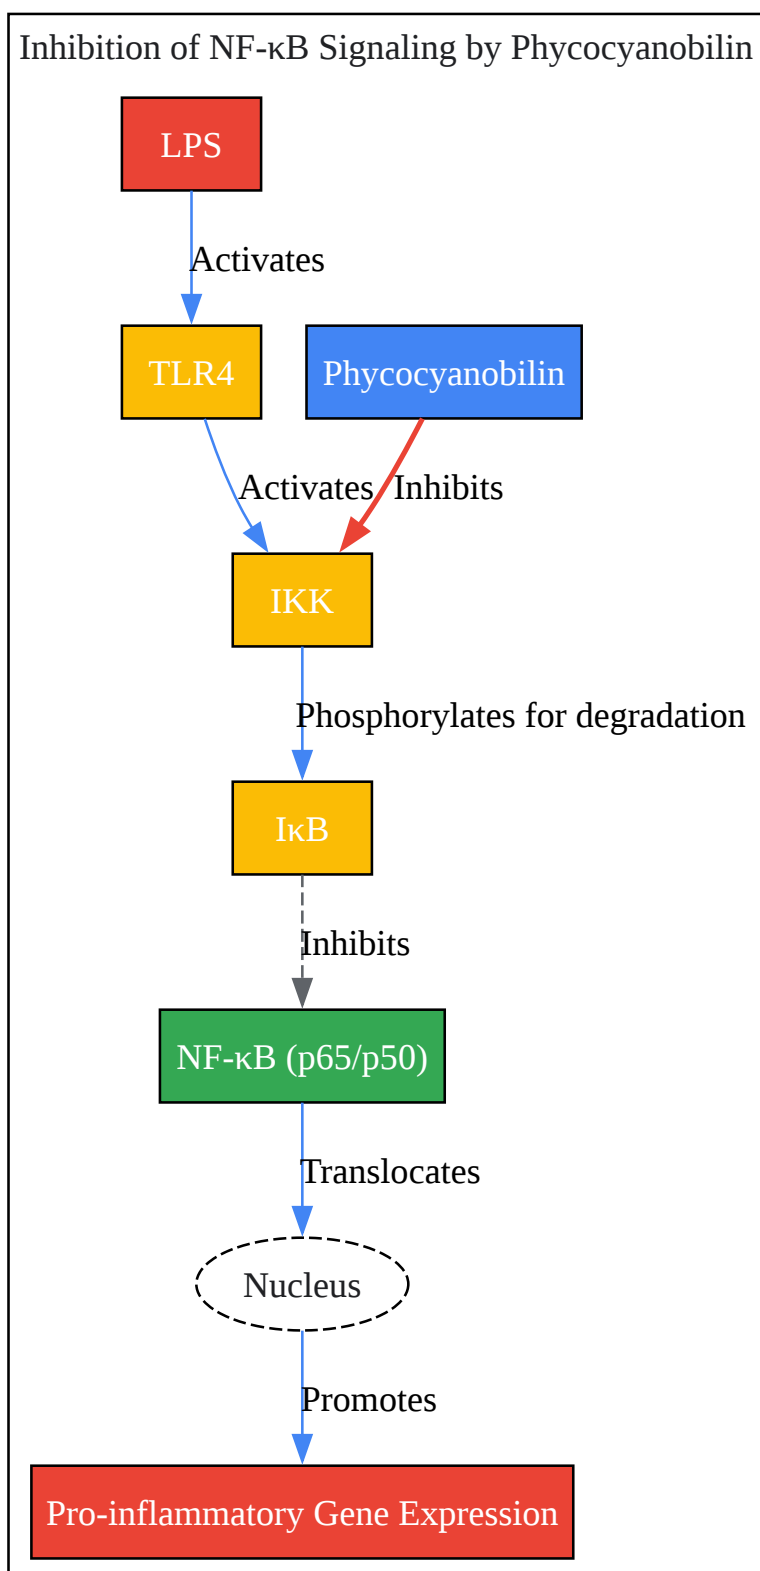 Inhibition of NF-κB Signaling by Phycocyanobilin
LPS
Activates
TLR4
Phycocyanobilin
Activates
Inhibits
IKK
Phosphorylates for degradation
IκB
Inhibits
NF-κB (p65/p50)
Translocates
Nucleus
Promotes
Pro-inflammatory Gene Expression